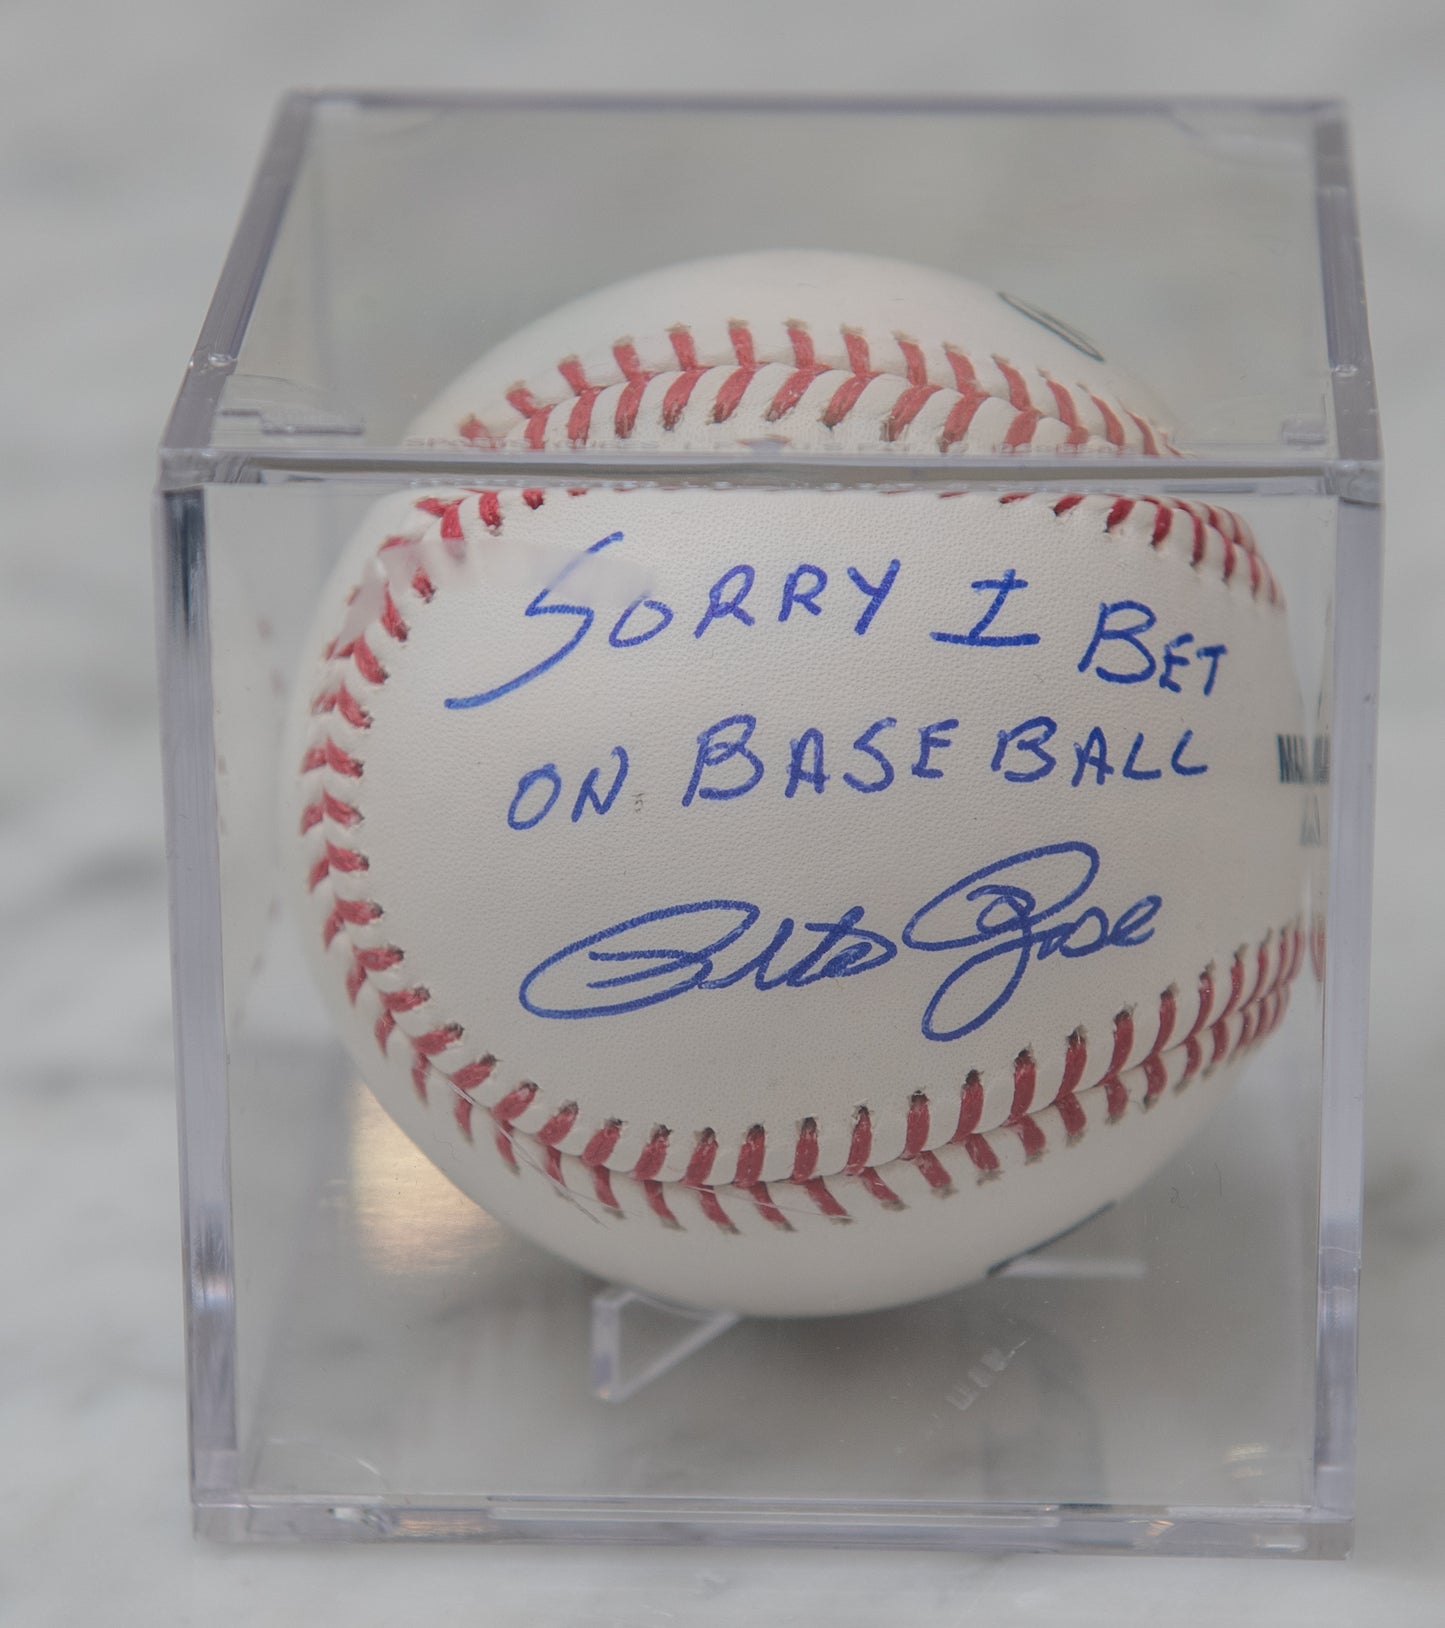 SORRY I BET
ON BASEBALL
Pete Rose